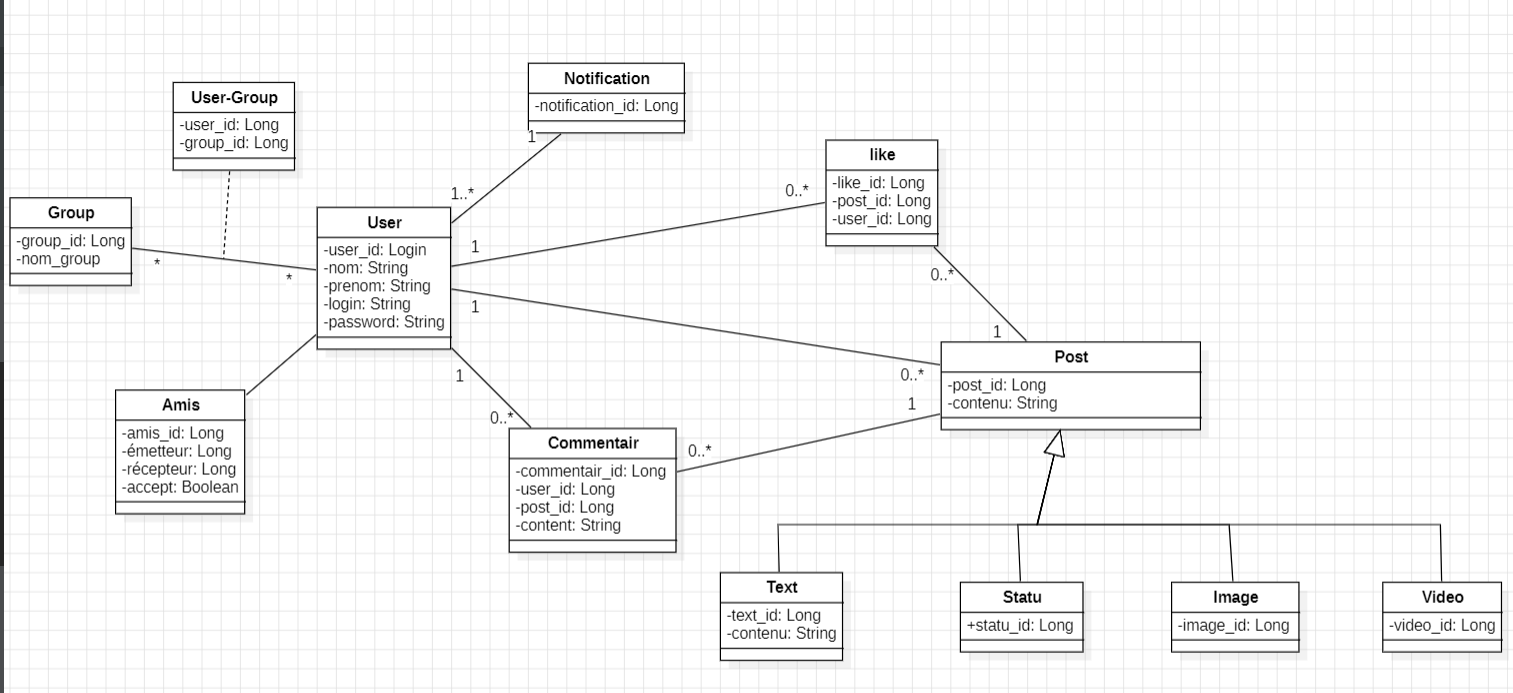 Notification
-notification_id: Long
1
1..*
User-Group
-user_id: Long
-group_id: Long
like
-like_id: Long
-post_id: Long
-user_id: Long
0..*
1
0..*
1
Group
-group_id: Long
-nom_group
*
*
User
-user_id: Login
-nom: String
-prenom: String
-login: String
-password: String
1
0..*
Post
-post_id: Long
-contenu: String
1
0..*
1
0..*
Amis
-amis_id: Long
-émetteur: Long
-récepteur: Long
-accept: Boolean
Commentair
-commentair_id: Long
-user_id: Long
-post_id: Long
-content: String
Text
-text_id: Long
-contenu: String
Statu
+statu_id: Long
Image
-image_id: Long
Video
-video_id: Long